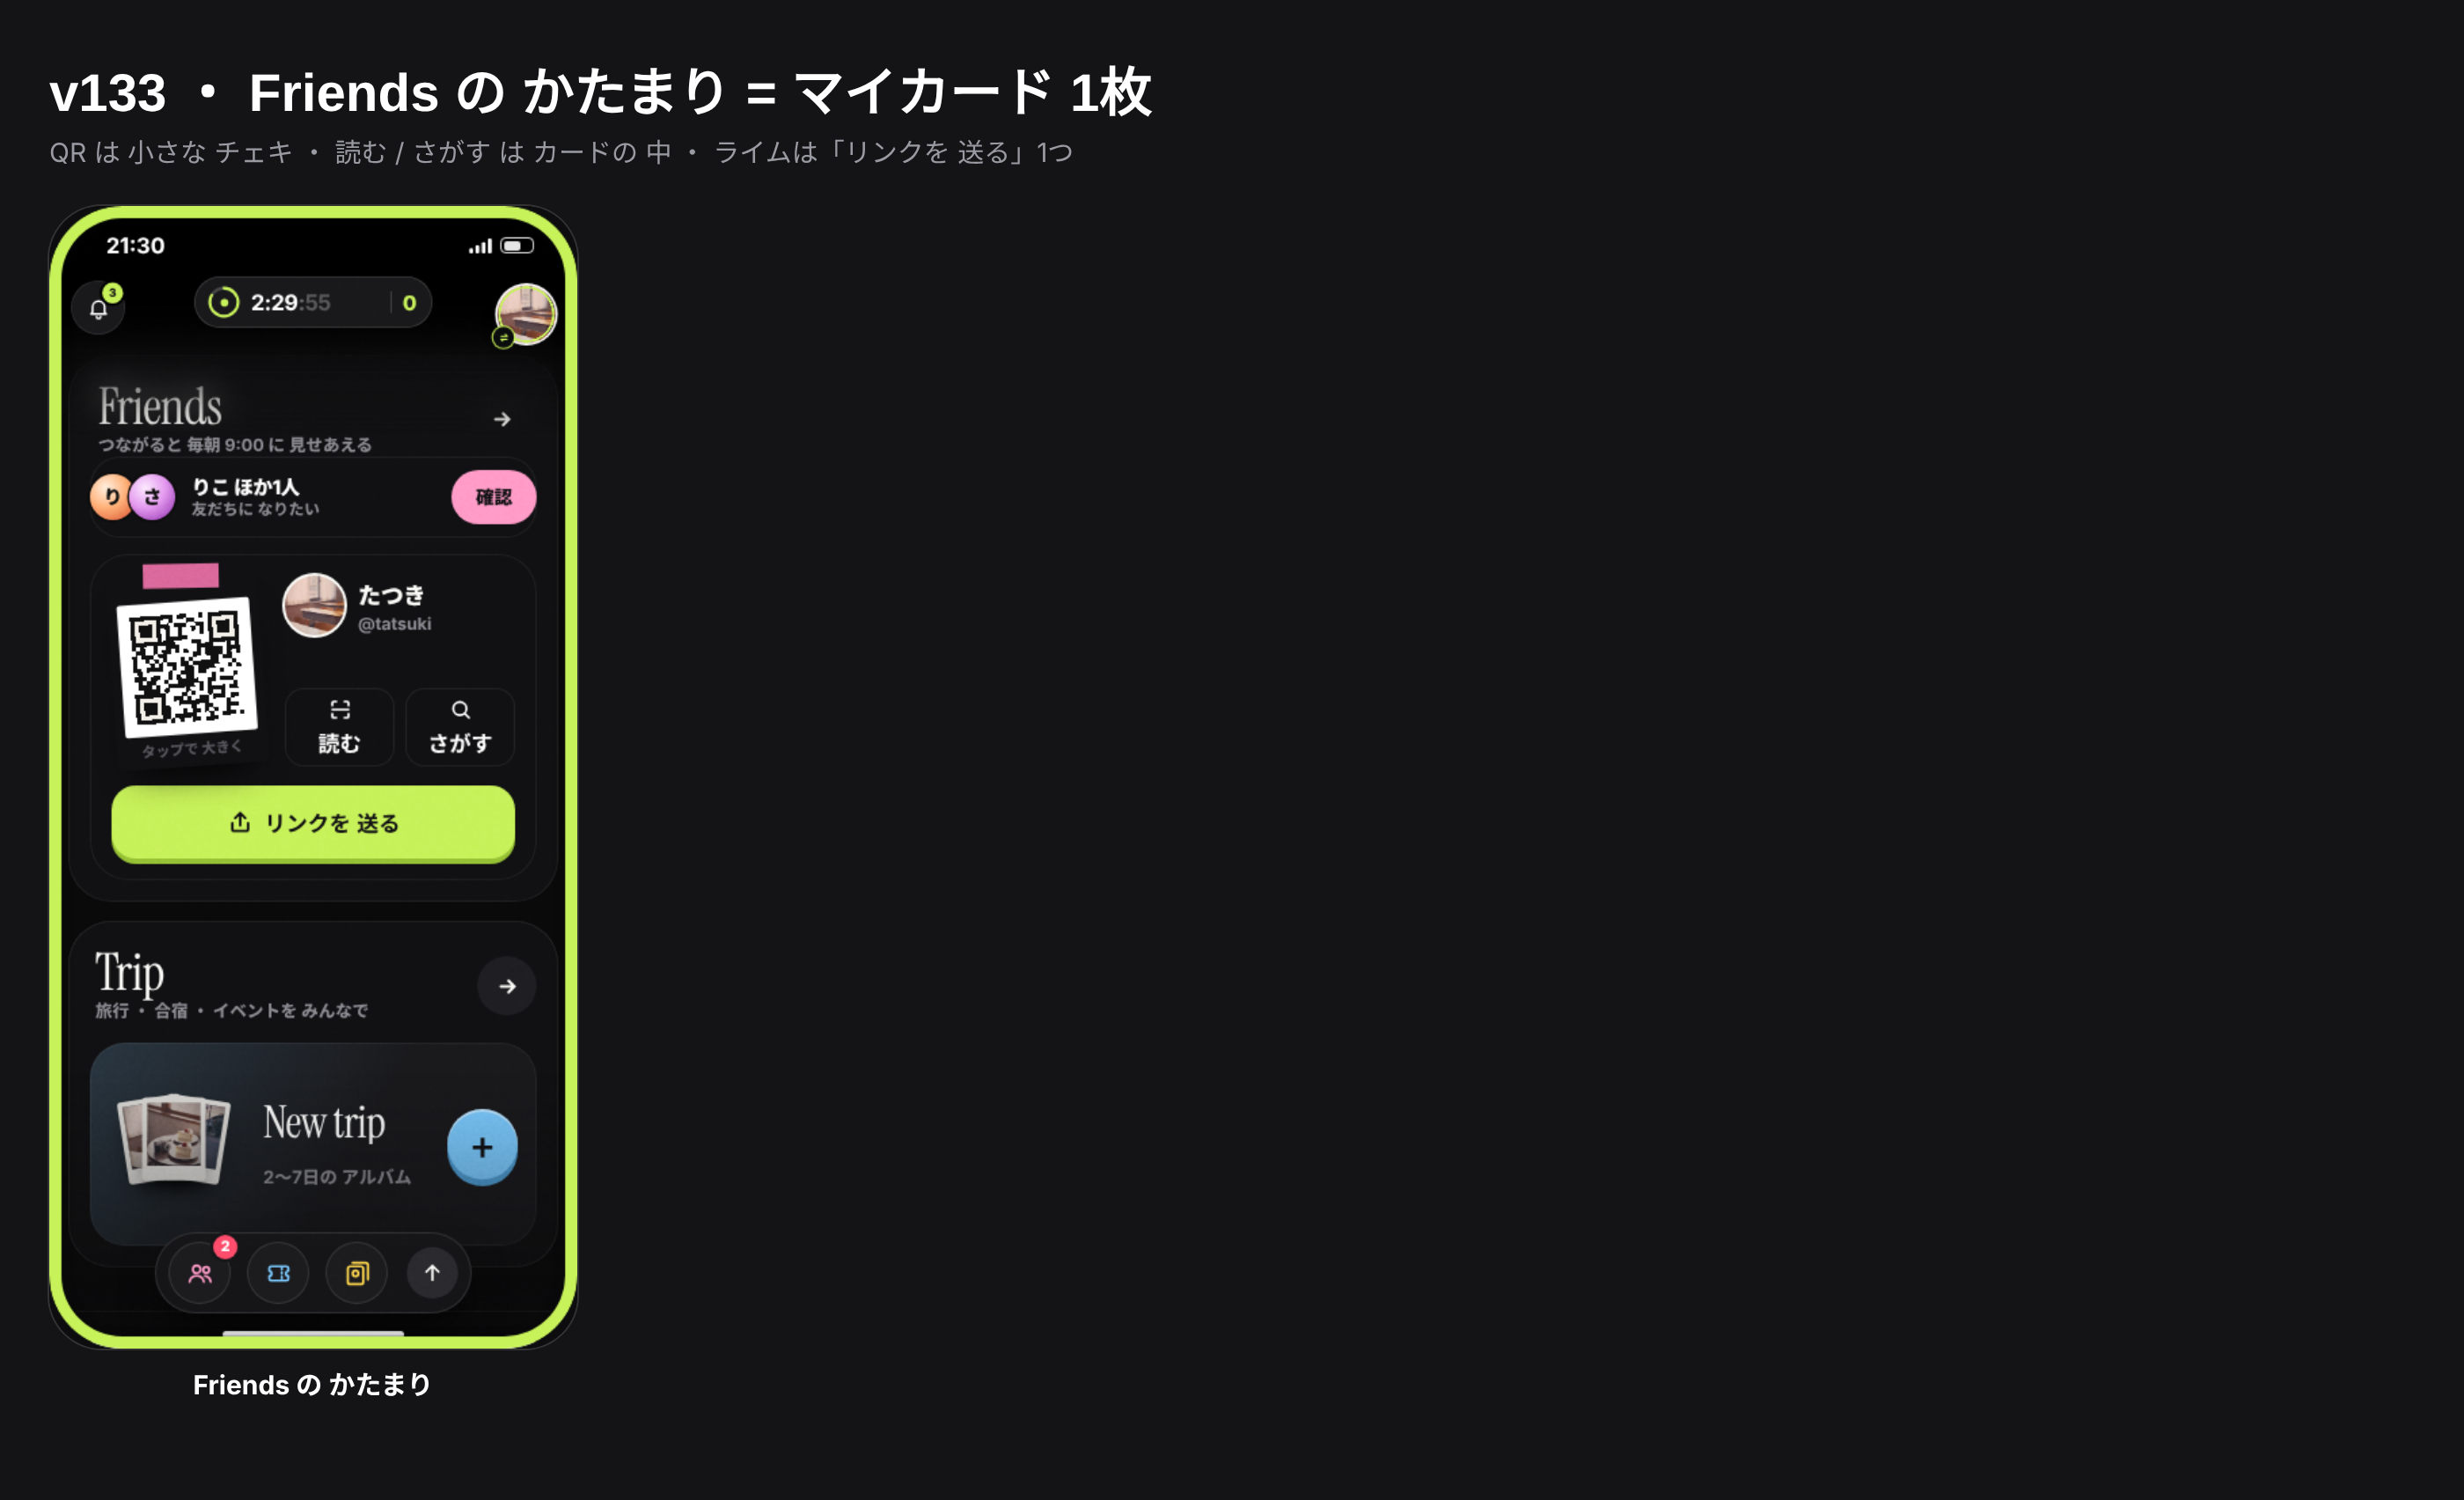 v133 ・ Friends の かたまり = マイカード 1枚
QR は 小さな チェキ ・ 読む / さがす は カードの 中 ・ ライムは「リンクを 送る」1つ
21:30
3
2:29:55
0
Friends
つながると 毎朝 9:00 に 見せあえる
り
さ
りこ ほか1人
友だちに なりたい
確認
たつき
@tatsuki
読む
さがす
タップで 大きく
リンクを 送る
Trip
旅行 ・ 合宿 ・ イベントを みんなで
New trip
2〜7日の アルバム
2
Friends の かたまり